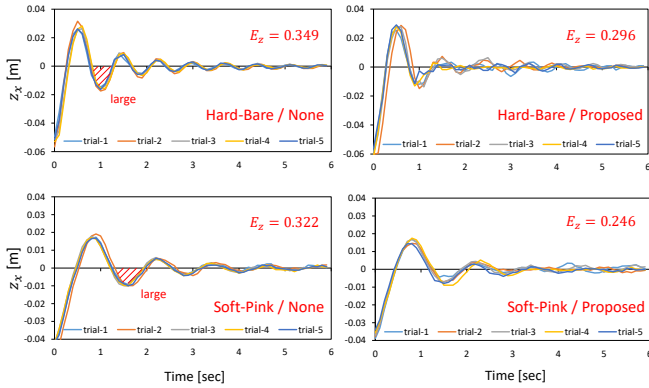 0.04
0.02
0
-0.02
-0.04
-0.06
z_x [m]
E_z = 0.349
large
Hard-Bare / None
trial-1 trial-2 trial-3 trial-4 trial-5
0 1 2 3 4 5 6
0.04
0.02
0
-0.02
-0.04
-0.06
E_z = 0.296
Hard-Bare / Proposed
trial-1 trial-2 trial-3 trial-4 trial-5
0 1 2 3 4 5 6
0.04
0.03
0.02
0.01
0
-0.01
-0.02
-0.03
-0.04
z_x [m]
E_z = 0.322
large
Soft-Pink / None
trial-1 trial-2 trial-3 trial-4 trial-5
0 1 2 3 4 5 6
Time [sec]
0.04
0.03
0.02
0.01
0
-0.01
-0.02
-0.03
-0.04
E_z = 0.246
Soft-Pink / Proposed
trial-1 trial-2 trial-3 trial-4 trial-5
0 1 2 3 4 5 6
Time [sec]